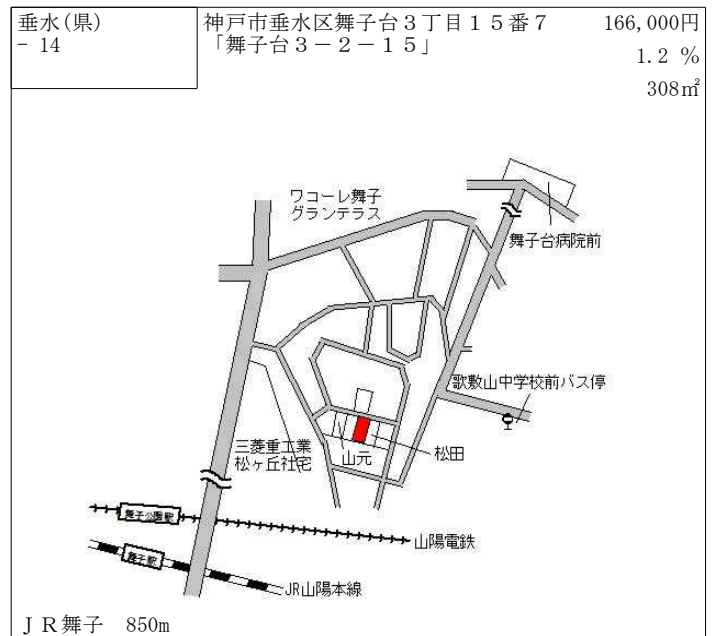 垂水(県)
- 14
神戸市垂水区舞子台３丁目１５番７
「舞子台３－２－１５」
166,000円
1.2 %
308㎡
ワコーレ舞子
グランテラス
舞子台病院前
歌敷山中学校前バス停
三菱重工業
松ヶ丘社宅
山元
松田
舞子公園駅
山陽電鉄
舞子駅
JR山陽本線
ＪＲ舞子　850m